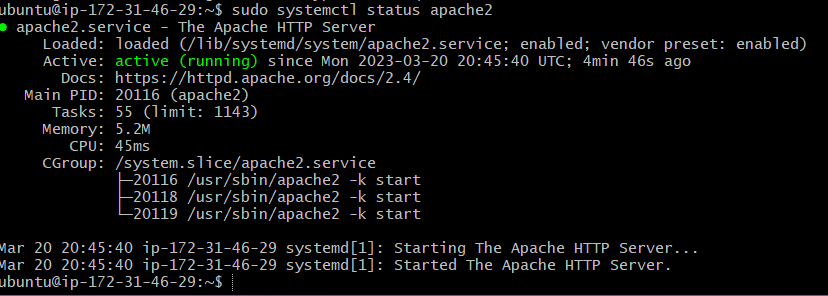 ubuntu@ip-172-31-46-29:~$ sudo systemctl status apache2
● apache2.service - The Apache HTTP Server
     Loaded: loaded (/lib/systemd/system/apache2.service; enabled; vendor preset: enabled)
     Active: active (running) since Mon 2023-03-20 20:45:40 UTC; 4min 46s ago
       Docs: https://httpd.apache.org/docs/2.4/
   Main PID: 20116 (apache2)
      Tasks: 55 (limit: 1143)
     Memory: 5.2M
        CPU: 45ms
     CGroup: /system.slice/apache2.service
             ├─20116 /usr/sbin/apache2 -k start
             ├─20118 /usr/sbin/apache2 -k start
             └─20119 /usr/sbin/apache2 -k start

Mar 20 20:45:40 ip-172-31-46-29 systemd[1]: Starting The Apache HTTP Server...
Mar 20 20:45:40 ip-172-31-46-29 systemd[1]: Started The Apache HTTP Server.
ubuntu@ip-172-31-46-29:~$